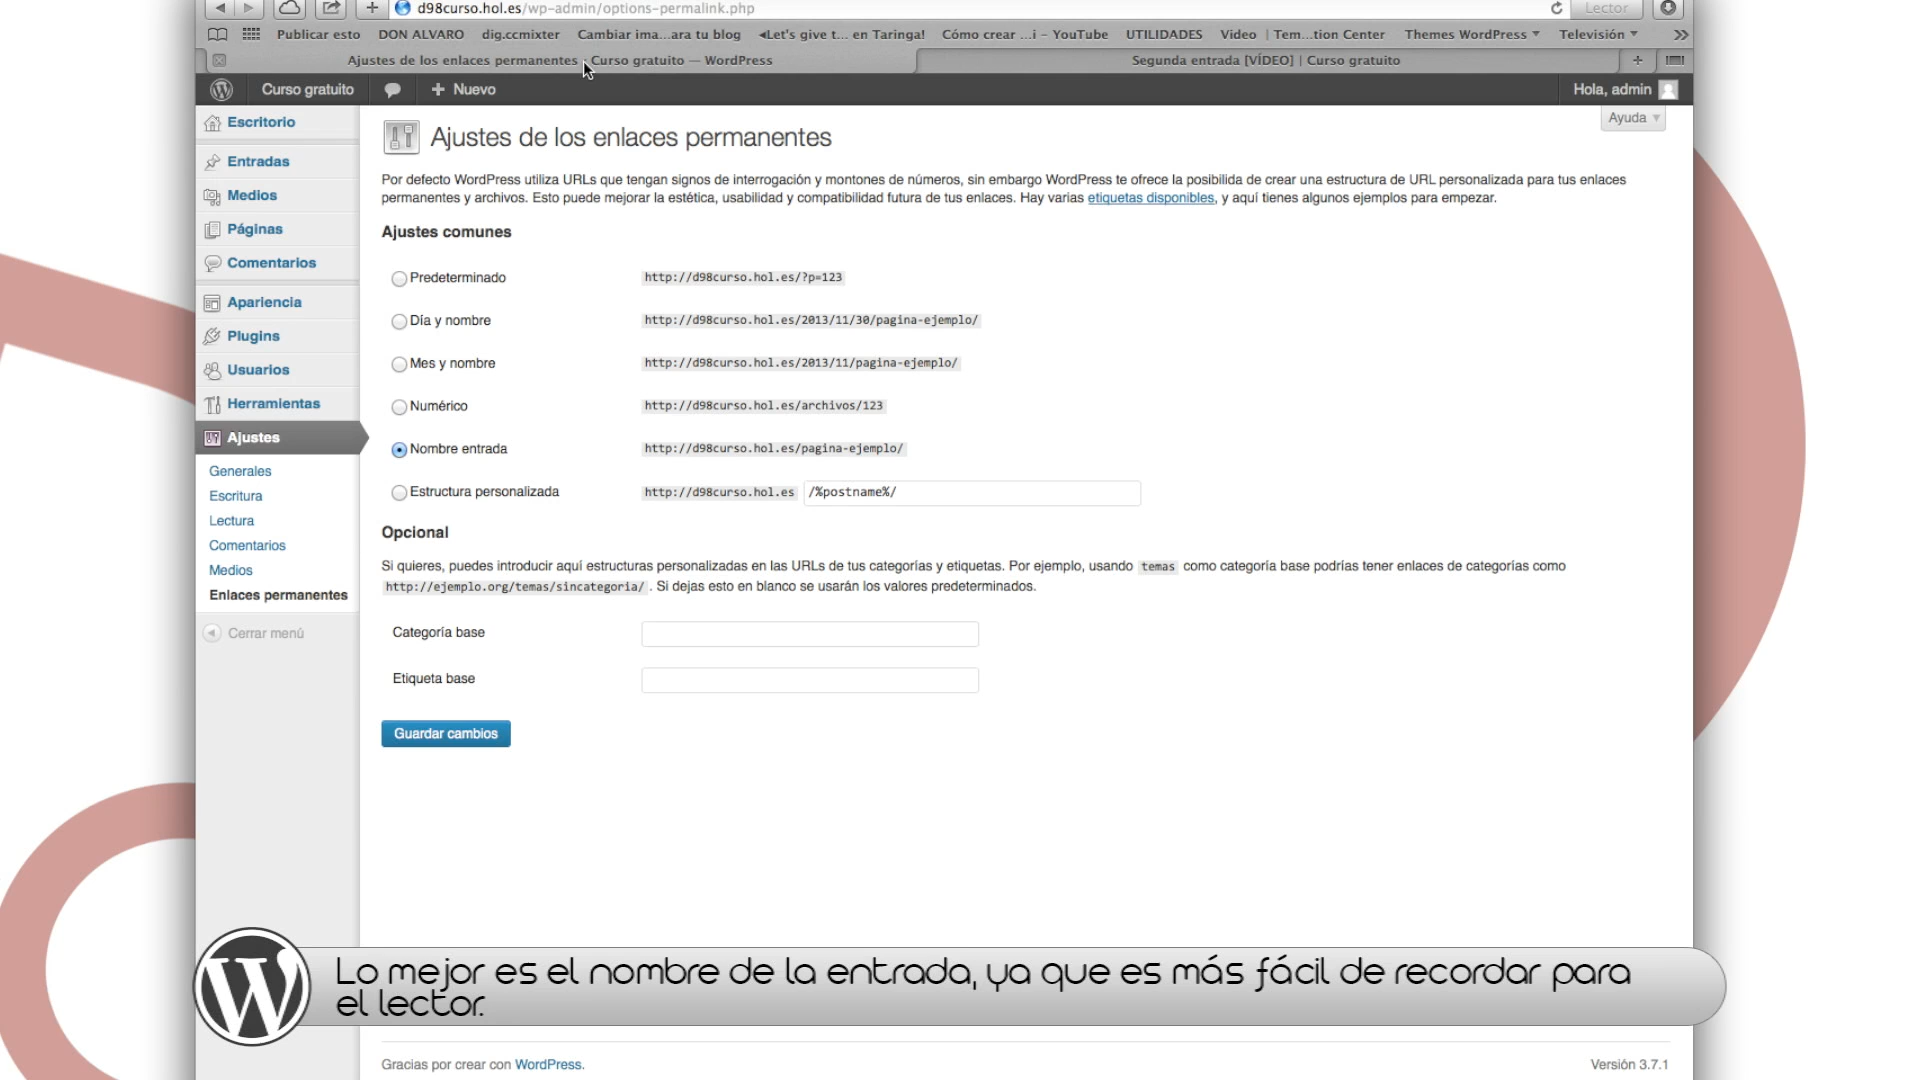 d98curso.hol.es/wp-admin/options-permalink.php
Lector
Publicar esto DON ALVARO dig.ccmixter Cambiar ima...ara tu blog ◂Let's give t... en Taringa! Cómo crear ...i – YouTube UTILIDADES Video Tem...tion Center Themes WordPress ▾ Televisión ▾ »
Ajustes de los enlaces permanentes ‹ Curso gratuito — WordPress
Segunda entrada [VÍDEO] | Curso gratuito
Curso gratuito
+ Nuevo
Hola, admin
Ayuda ▾
Escritorio
Entradas
Medios
Páginas
Comentarios
Apariencia
Plugins
Usuarios
Herramientas
Ajustes
Generales
Escritura
Lectura
Comentarios
Medios
Enlaces permanentes
Cerrar menú
Ajustes de los enlaces permanentes
Por defecto WordPress utiliza URLs que tengan signos de interrogación y montones de números, sin embargo WordPress te ofrece la posibilida de crear una estructura de URL personalizada para tus enlaces
permanentes y archivos. Esto puede mejorar la estética, usabilidad y compatibilidad futura de tus enlaces. Hay varias etiquetas disponibles, y aquí tienes algunos ejemplos para empezar.
Ajustes comunes
Predeterminado http://d98curso.hol.es/?p=123
Día y nombre http://d98curso.hol.es/2013/11/30/pagina-ejemplo/
Mes y nombre http://d98curso.hol.es/2013/11/pagina-ejemplo/
Numérico http://d98curso.hol.es/archivos/123
Nombre entrada http://d98curso.hol.es/pagina-ejemplo/
Estructura personalizada http://d98curso.hol.es /%postname%/
Opcional
Si quieres, puedes introducir aquí estructuras personalizadas en las URLs de tus categorías y etiquetas. Por ejemplo, usando temas como categoría base podrías tener enlaces de categorías como
http://ejemplo.org/temas/sincategoria/ . Si dejas esto en blanco se usarán los valores predeterminados.
Categoría base
Etiqueta base
Guardar cambios
Lo mejor es el nombre de la entrada, ya que es más fácil de recordar para
el lector.
Gracias por crear con WordPress.
Versión 3.7.1